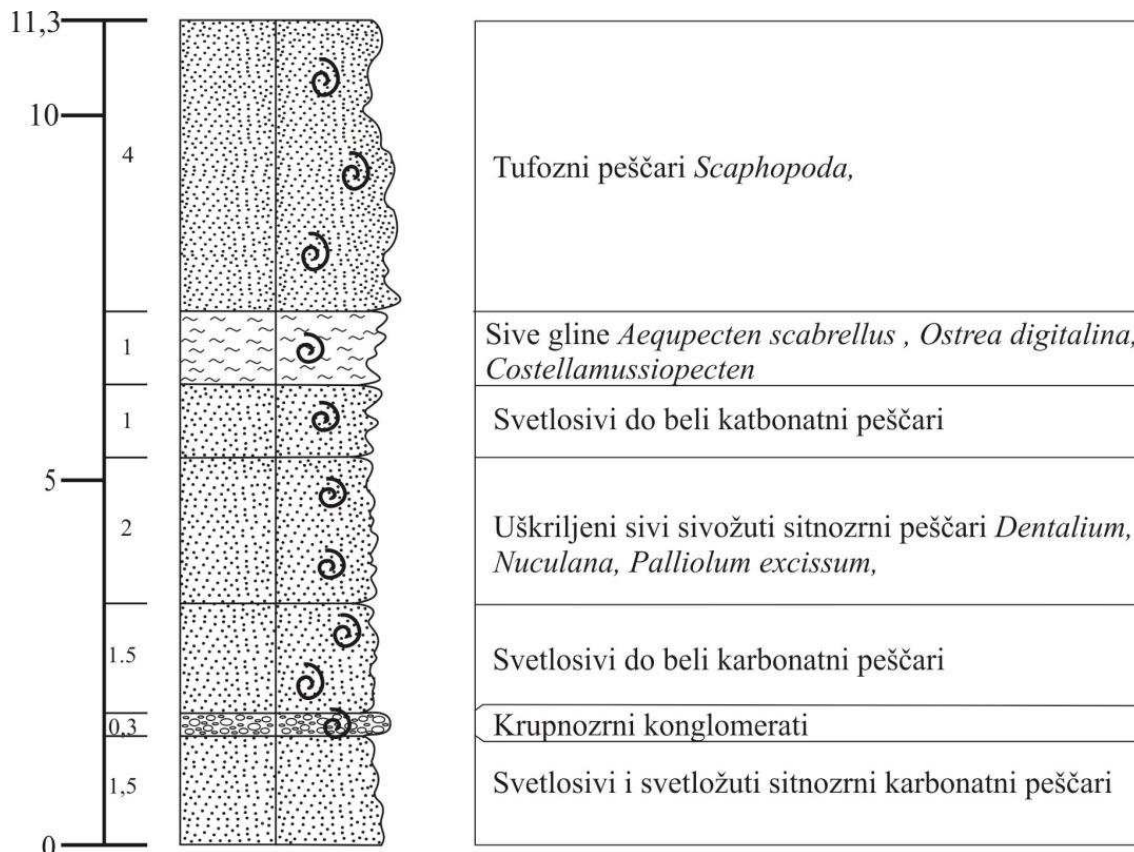 11,3
10
4
Tufozni peščari Scaphopoda,
1
Sive gline Aequpecten scabrellus , Ostrea digitalina,
Costellamussiopecten
1
Svetlosivi do beli katbonatni peščari
5
2
Uškriljeni sivi sivožuti sitnozrni peščari Dentalium,
Nuculana, Palliolum excissum,
1.5
Svetlosivi do beli karbonatni peščari
0,3
Krupnozrni konglomerati
1,5
Svetlosivi i svetložuti sitnozrni karbonatni peščari
0